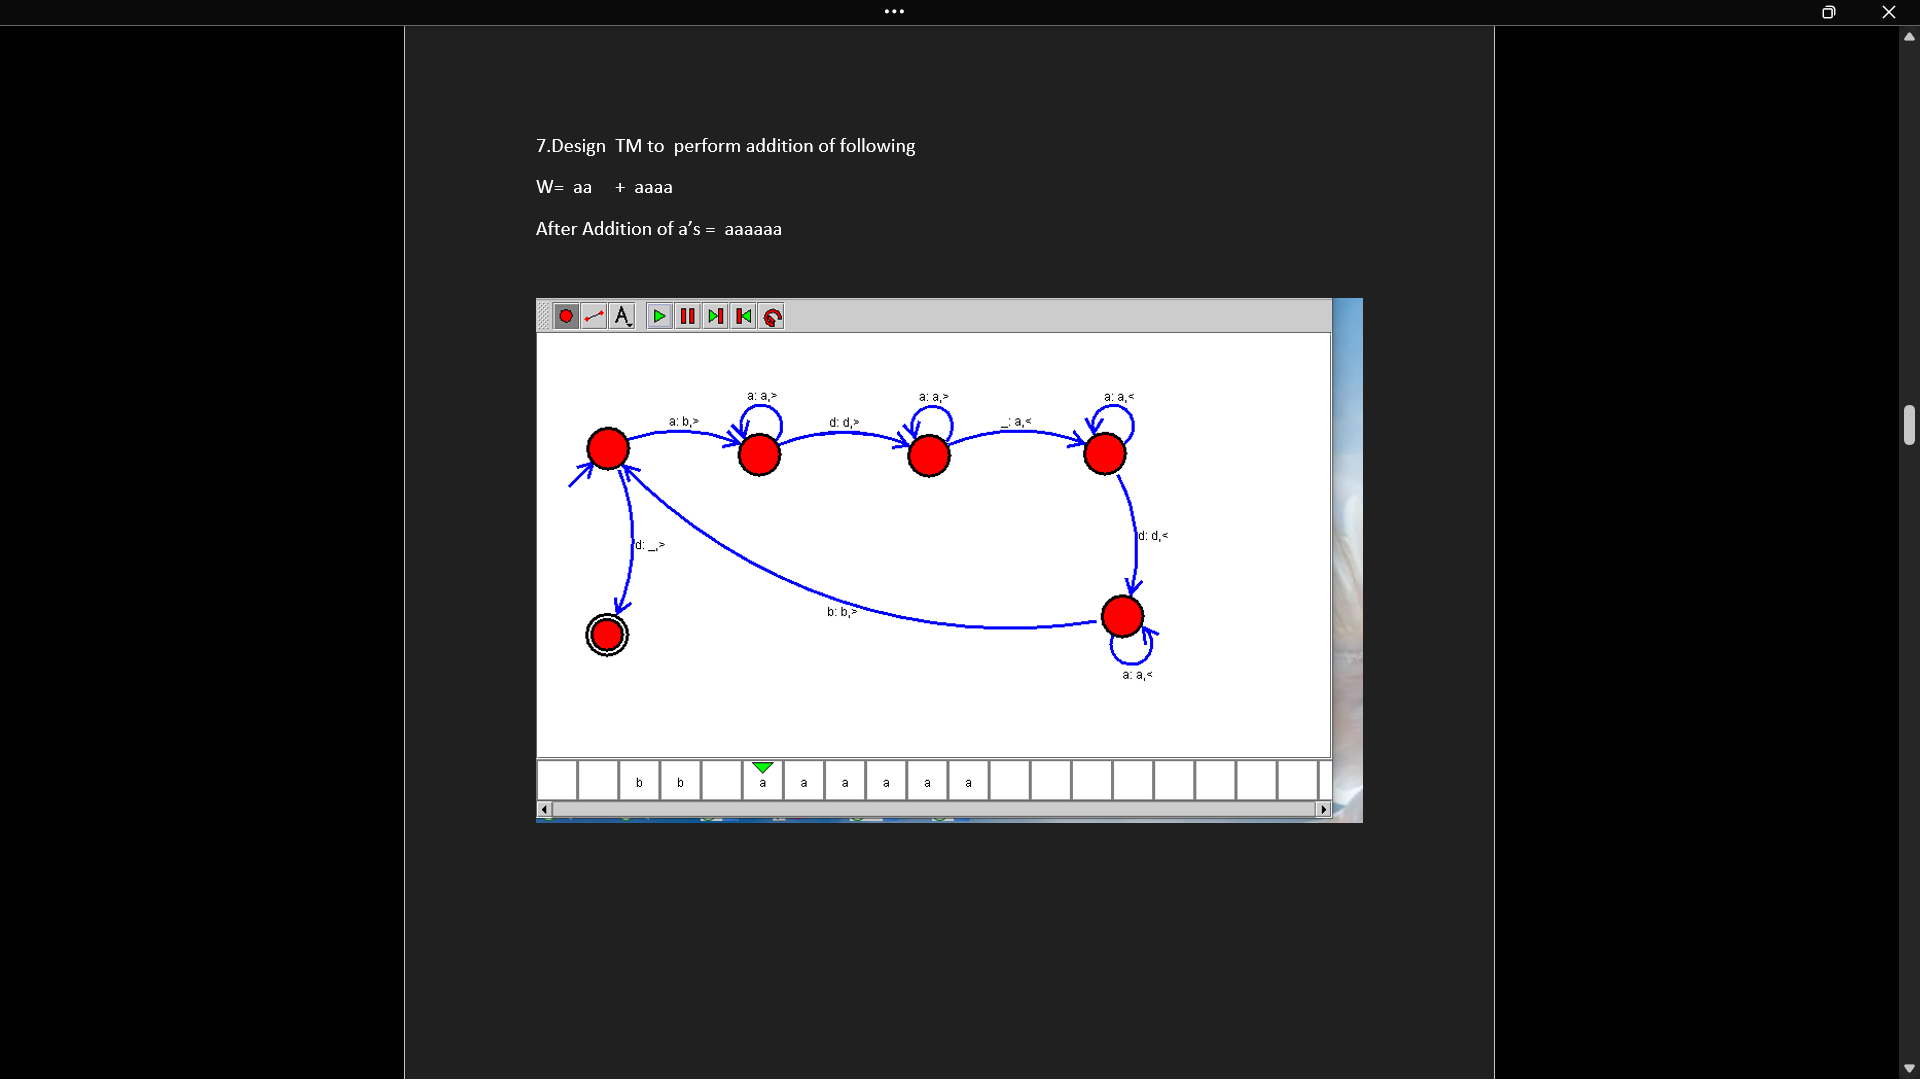 7.Design  TM to  perform addition of following
W=  aa    +  aaaa
After Addition of a’s =  aaaaaa
A
a: a,>
a: a,>
a: a,<
a: b,>
d: d,>
_: a,<
d: d,<
d: _,>
b: b,>
a: a,<
b b a a a a a a